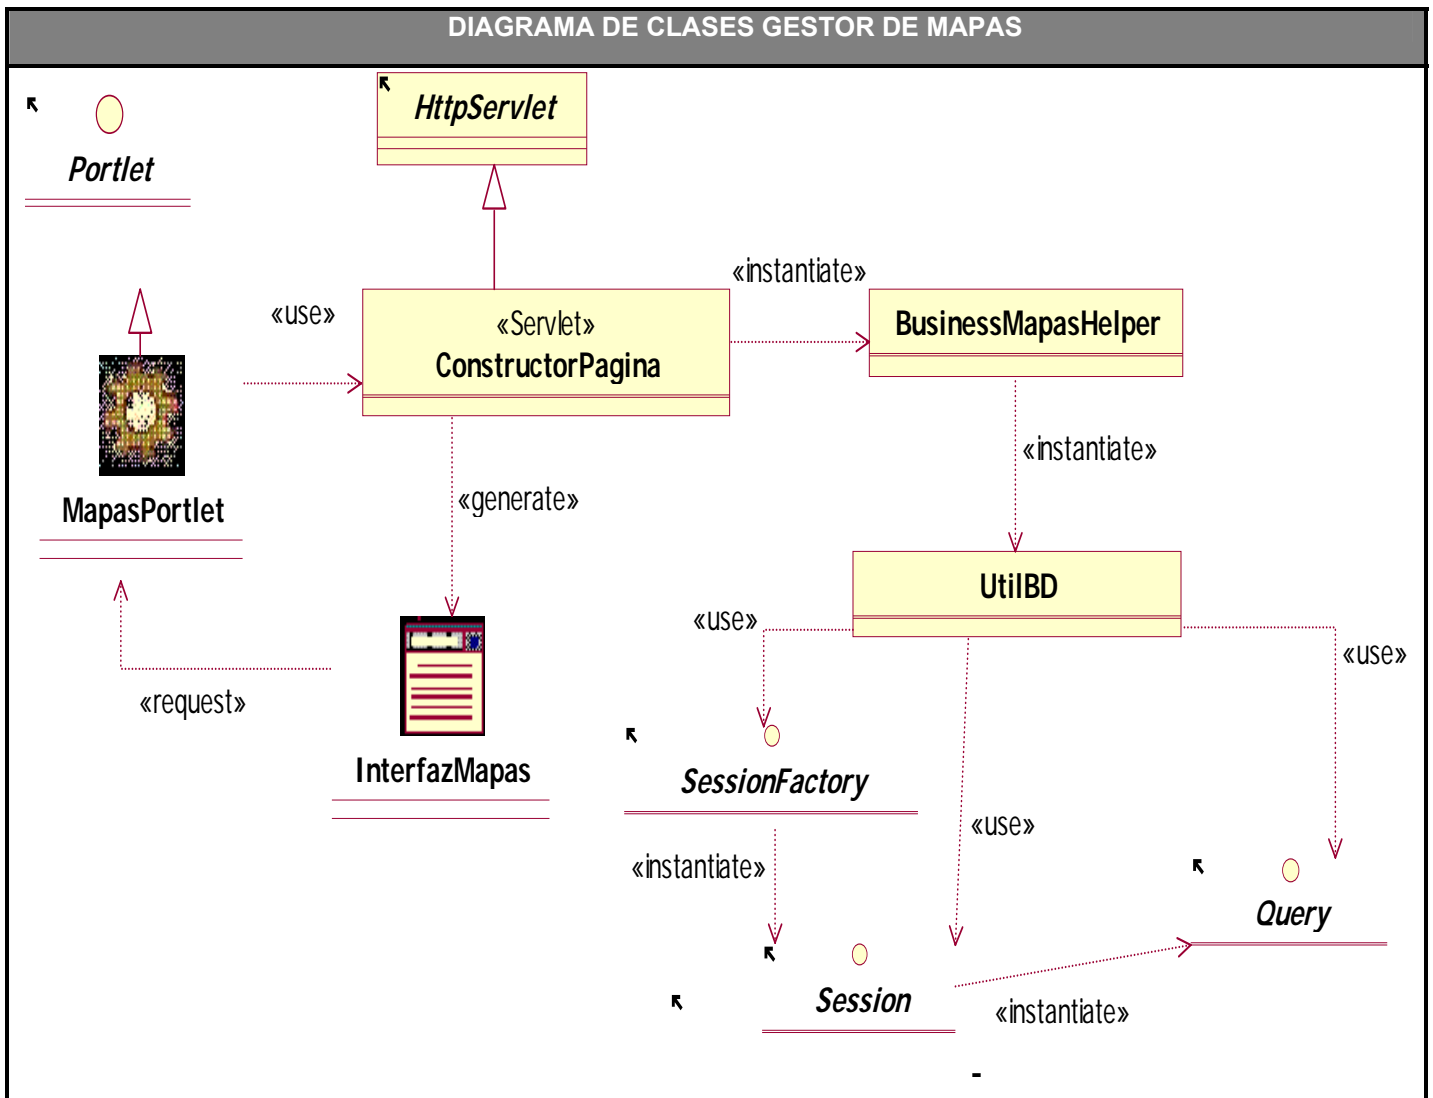 DIAGRAMA DE CLASES GESTOR DE MAPAS
HttpServlet
Portlet
«instantiate»
«use»
«Servlet»
ConstructorPagina
BusinessMapasHelper
«instantiate»
«generate»
MapasPortlet
UtilBD
«use»
«use»
«request»
InterfazMapas
SessionFactory
«use»
«instantiate»
Query
Session
«instantiate»
-